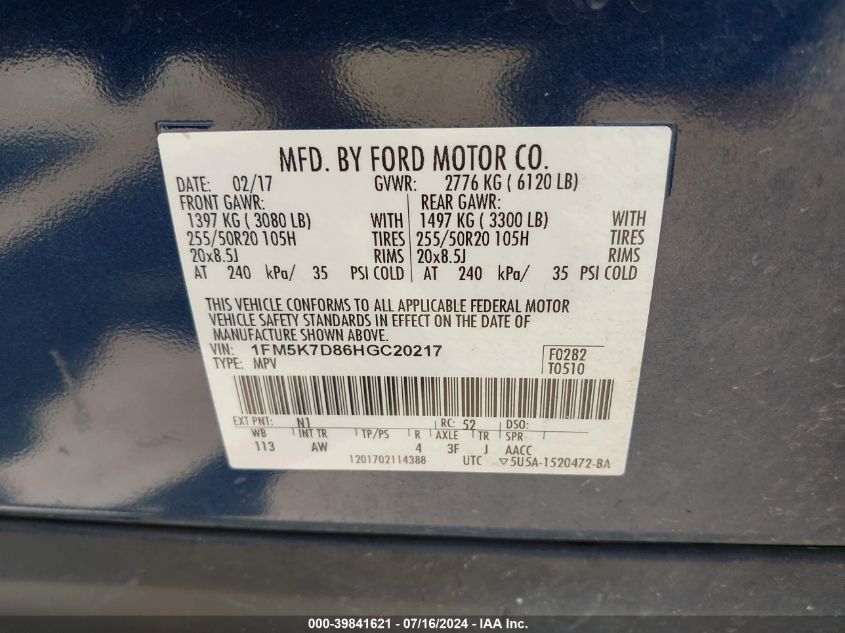 MFD. BY FORD MOTOR CO.
DATE: 02/17 GVWR: 2776 KG ( 6120 LB)
FRONT GAWR: REAR GAWR:
1397 KG ( 3080 LB) WITH 1497 KG ( 3300 LB) WITH
255/50R20 105H TIRES 255/50R20 105H TIRES
20x8.5J RIMS 20x8.5J RIMS
AT 240 kPa/ 35 PSI COLD AT 240 kPa/ 35 PSI COLD
THIS VEHICLE CONFORMS TO ALL APPLICABLE FEDERAL MOTOR
VEHICLE SAFETY STANDARDS IN EFFECT ON THE DATE OF
MANUFACTURE SHOWN ABOVE.
VIN: 1FM5K7D86HGC20217
TYPE: MPV
F0282
T0510
EXT PNT: N1 RC: 52 DSO:
WB INT TR TP/PS R AXLE TR SPR
113 AW 4 3F J AACC
1201702114388 UTC ▽5U5A-1520472-BA
000-39841621 - 07/16/2024 - IAA Inc.